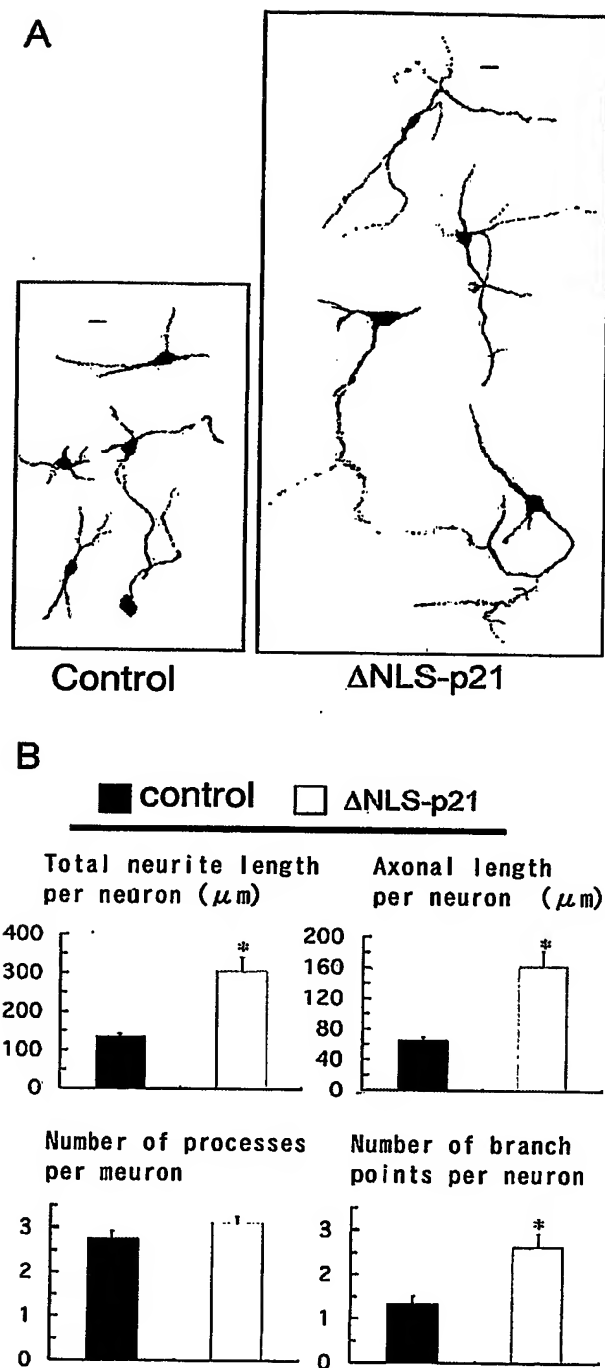 A
Control
ΔNLS-p21
B
control ΔNLS-p21
Total neurite length
per neuron (μm)
400
300
200
100
0
*
Axonal length
per neuron (μm)
200
160
120
80
40
0
*
Number of processes
per meuron
3
2
1
0
Number of branch
points per neuron
3
2
1
0
*